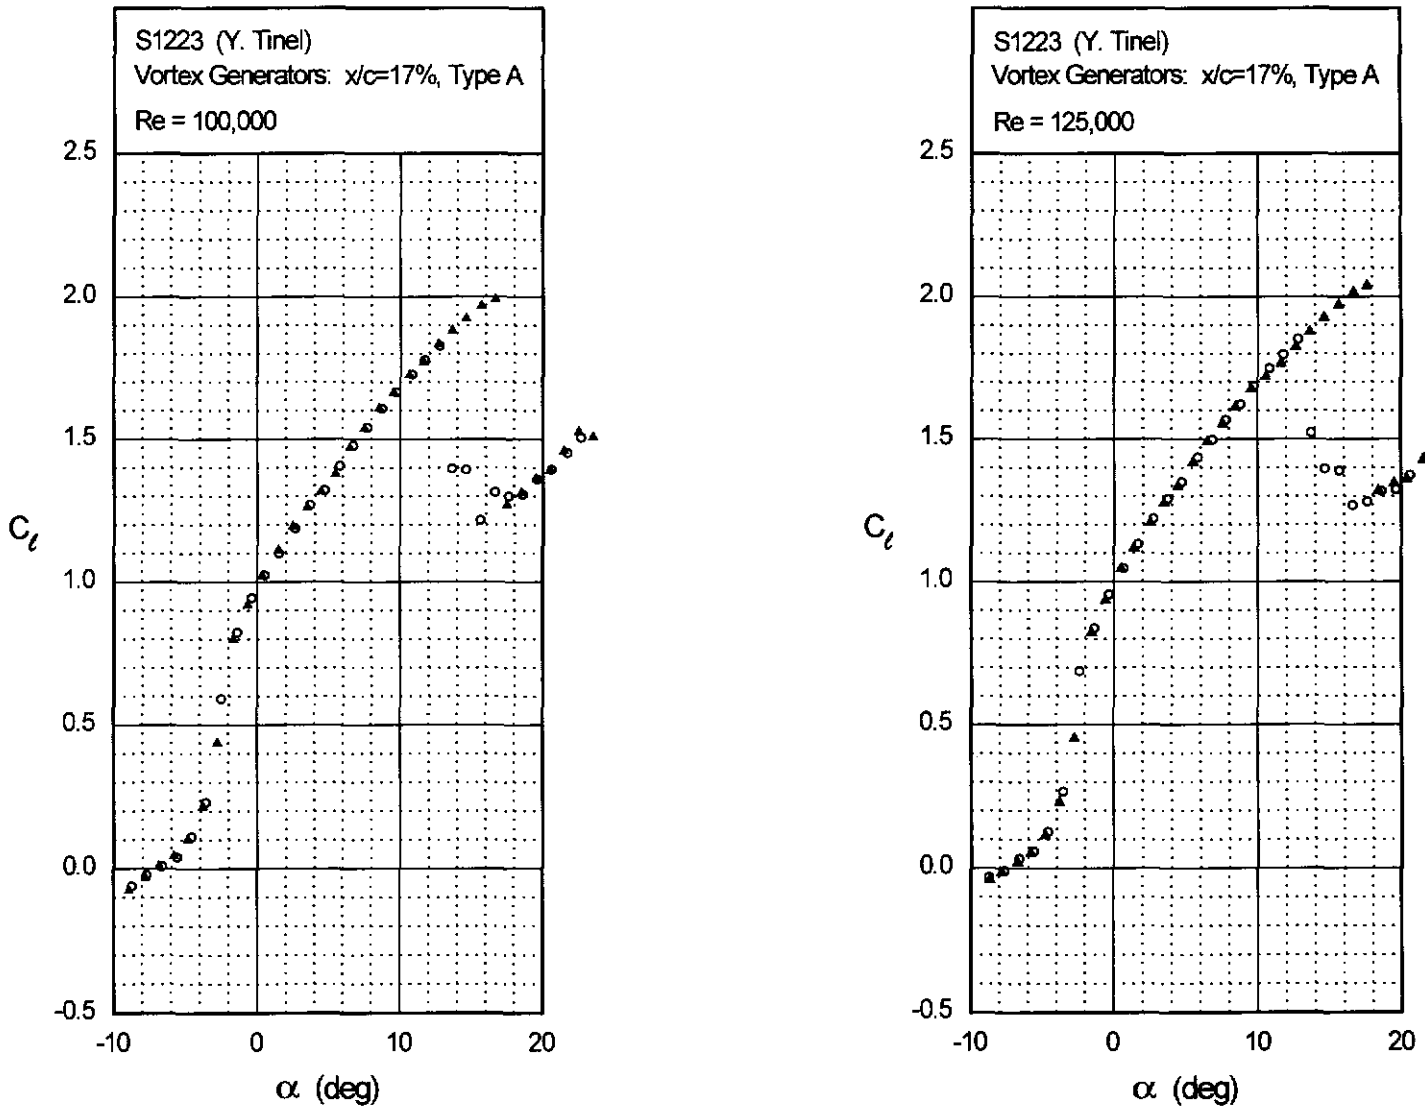 S1223 (Y. Tinel)
Vortex Generators: x/c=17%, Type A
Re = 100,000
2.5
2.0
1.5
1.0
0.5
0.0
-0.5
C_ℓ
-10 0 10 20
α (deg)
S1223 (Y. Tinel)
Vortex Generators: x/c=17%, Type A
Re = 125,000
2.5
2.0
1.5
1.0
0.5
0.0
-0.5
C_ℓ
-10 0 10 20
α (deg)